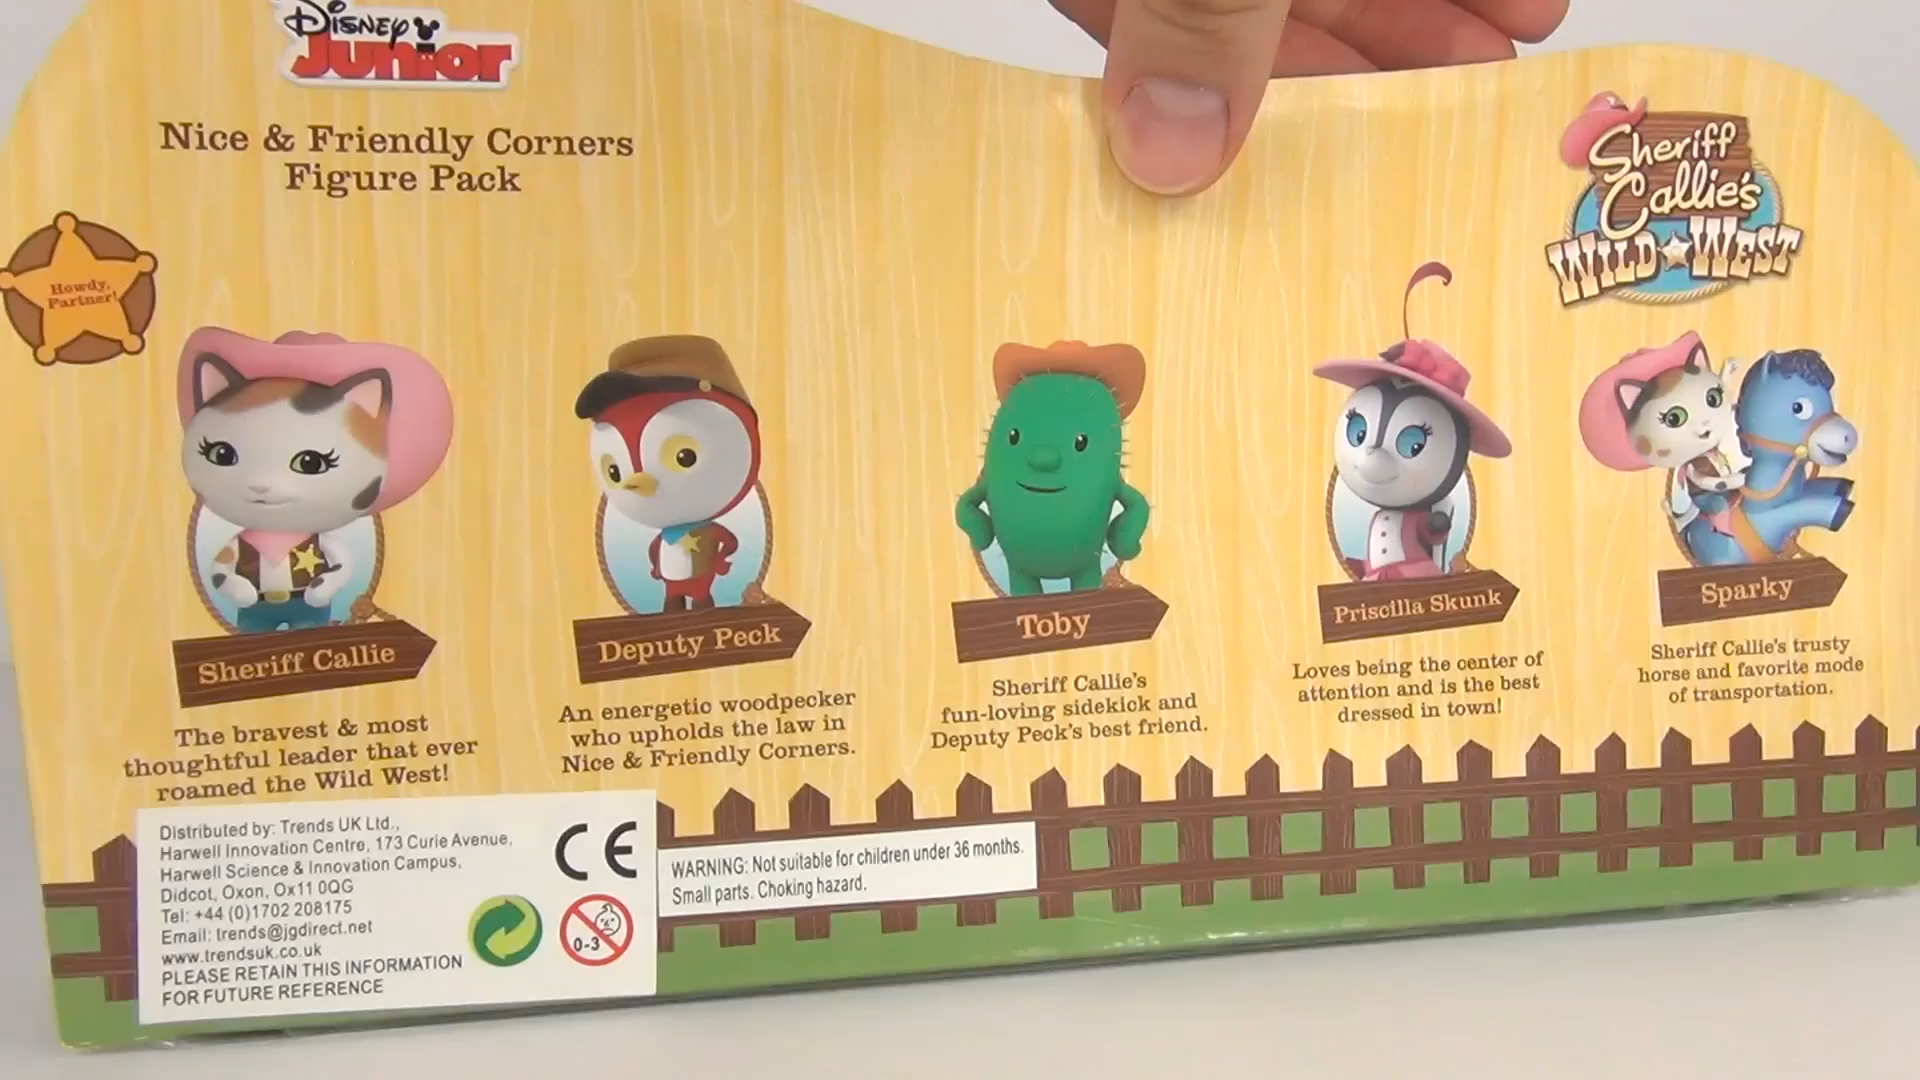 Disney
Junior
Nice & Friendly Corners
Figure Pack
Sheriff
Callie's
WILD WEST
Howdy,
Partner!
Sheriff Callie
The bravest & most
thoughtful leader that ever
roamed the Wild West!
Deputy Peck
An energetic woodpecker
who upholds the law in
Nice & Friendly Corners.
Toby
Sheriff Callie's
fun-loving sidekick and
Deputy Peck's best friend.
Priscilla Skunk
Loves being the center of
attention and is the best
dressed in town!
Sparky
Sheriff Callie's trusty
horse and favorite mode
of transportation.
Distributed by: Trends UK Ltd.,
Harwell Innovation Centre, 173 Curie Avenue,
Harwell Science & Innovation Campus,
Didcot, Oxon, Ox11 0QG
Tel: +44 (0)1702 208175
Email: trends@jgdirect.net
www.trendsuk.co.uk
PLEASE RETAIN THIS INFORMATION
FOR FUTURE REFERENCE
CE
0-3
WARNING: Not suitable for children under 36 months.
Small parts. Choking hazard.